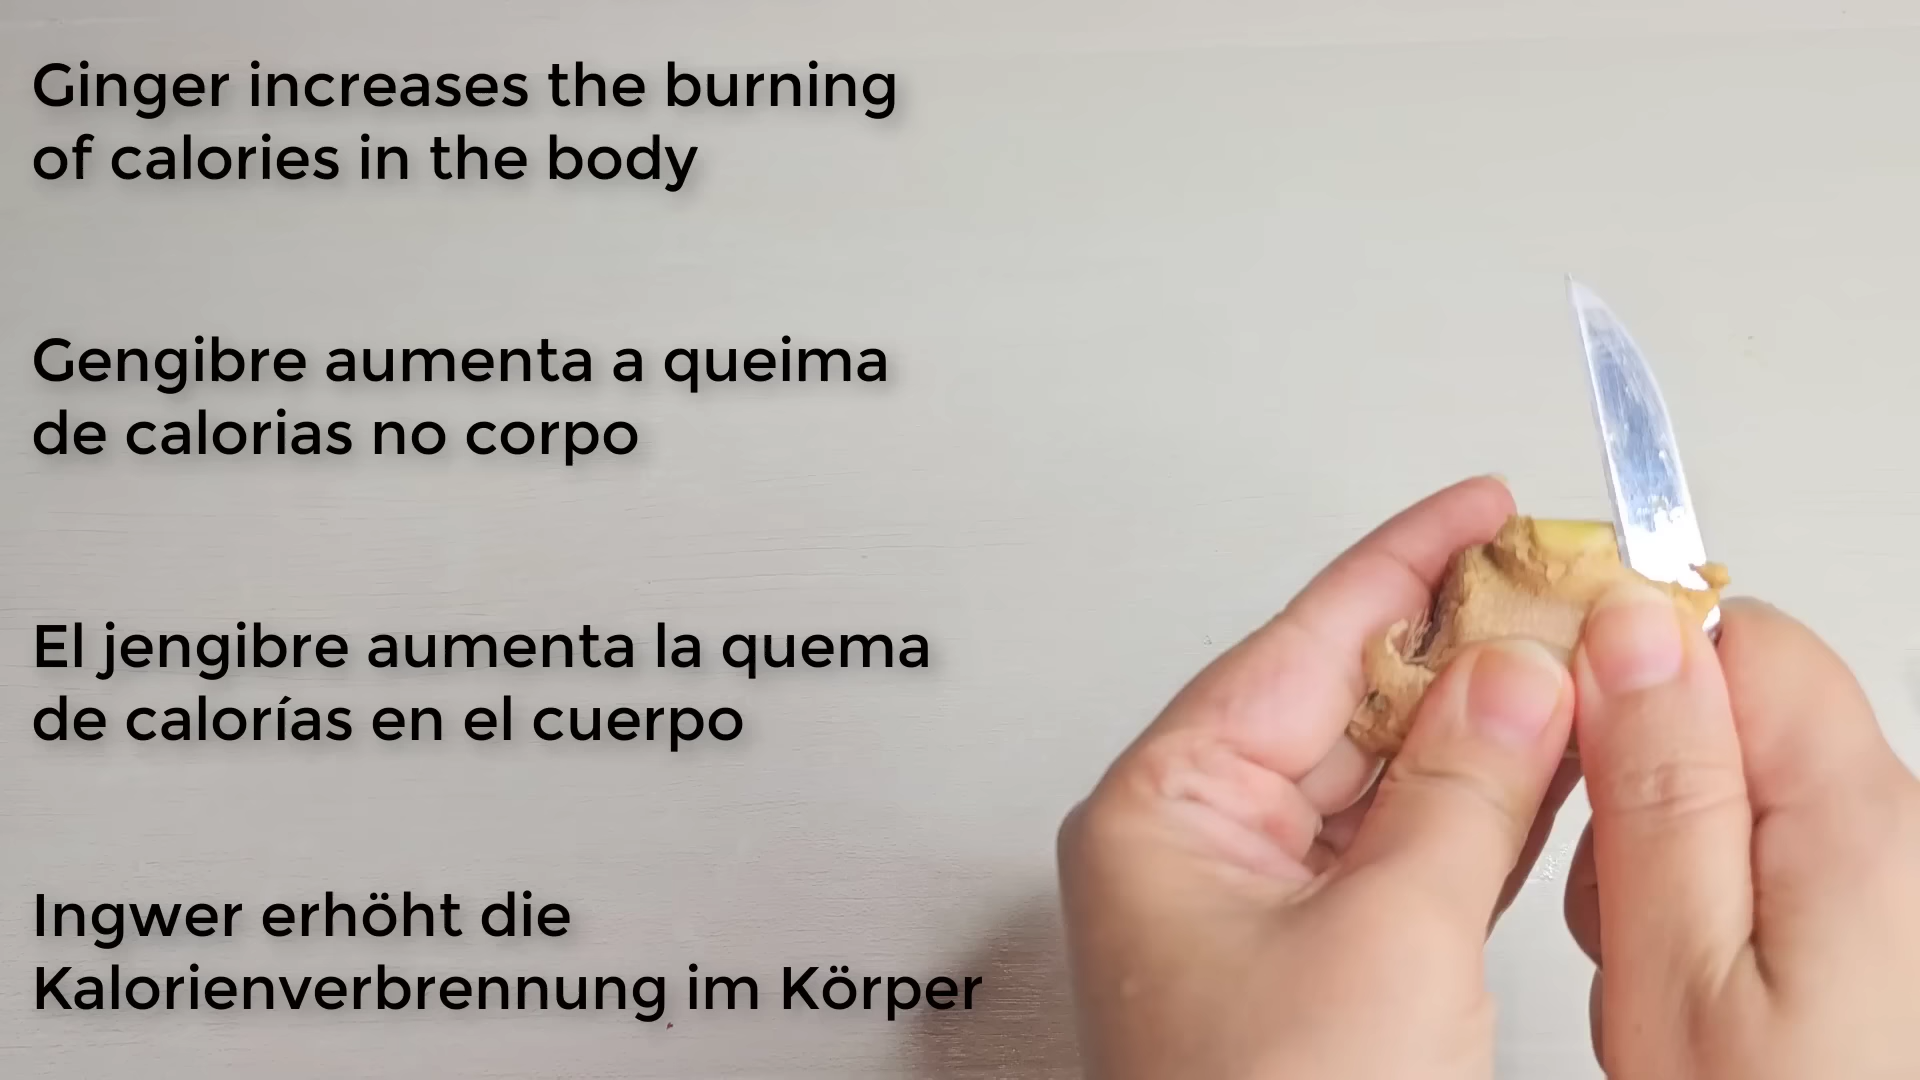 Ginger increases the burning
of calories in the body
Gengibre aumenta a queima
de calorias no corpo
El jengibre aumenta la quema
de calorías en el cuerpo
Ingwer erhöht die
Kalorienverbrennung im Körper